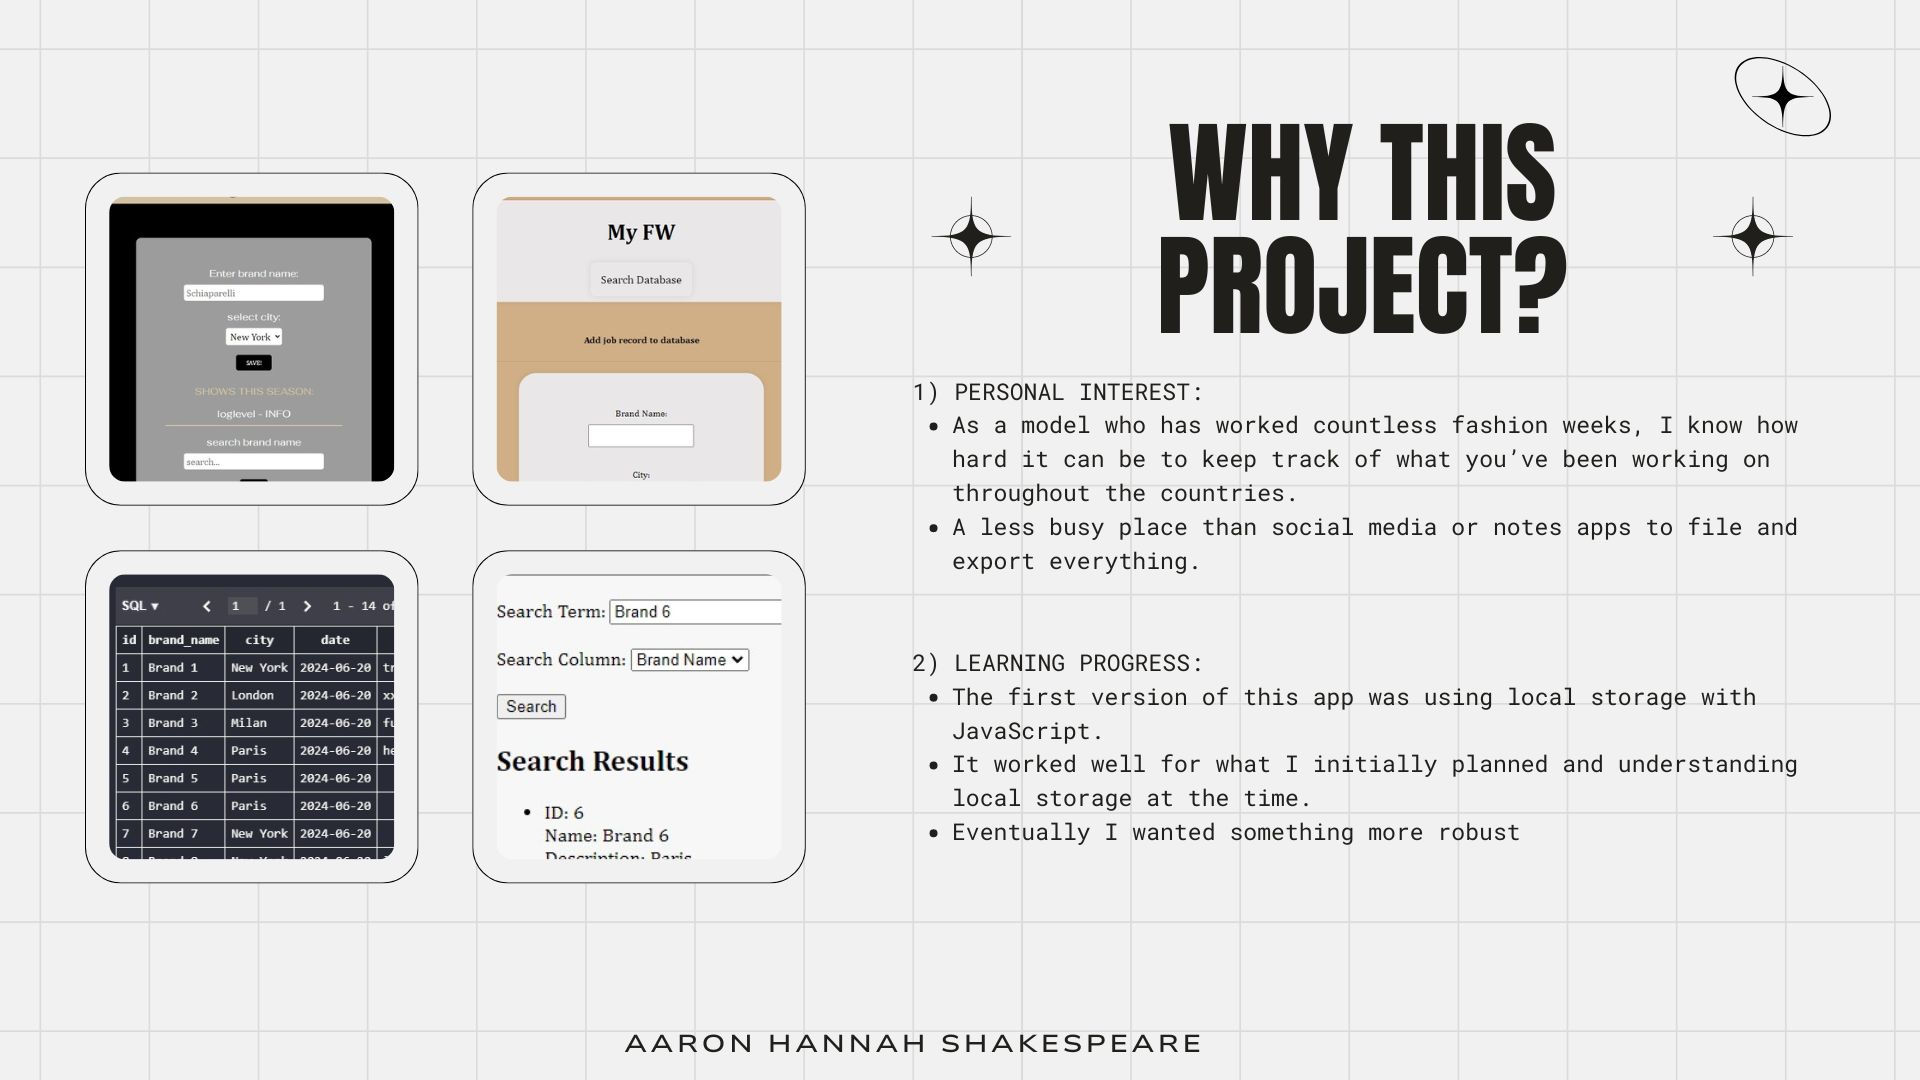 WHY THIS
PROJECT?
Enter brand name:
Schiaparelli
select city:
New York
SAVE!
SHOWS THIS SEASON:
loglevel - INFO
search brand name
search...
My FW
Search Database
Add job record to database
Brand Name:
City:
SQL ▾ 1 / 1 1 - 14 of
id brand_name city date
1 Brand 1 New York 2024-06-20 tr
2 Brand 2 London 2024-06-20 xx
3 Brand 3 Milan 2024-06-20 fu
4 Brand 4 Paris 2024-06-20 he
5 Brand 5 Paris 2024-06-20
6 Brand 6 Paris 2024-06-20
7 Brand 7 New York 2024-06-20
Search Term: Brand 6
Search Column: Brand Name
Search
Search Results
• ID: 6
Name: Brand 6
Description: Paris
1) PERSONAL INTEREST:
• As a model who has worked countless fashion weeks, I know how
hard it can be to keep track of what you’ve been working on
throughout the countries.
• A less busy place than social media or notes apps to file and
export everything.
2) LEARNING PROGRESS:
• The first version of this app was using local storage with
JavaScript.
• It worked well for what I initially planned and understanding
local storage at the time.
• Eventually I wanted something more robust
AARON HANNAH SHAKESPEARE